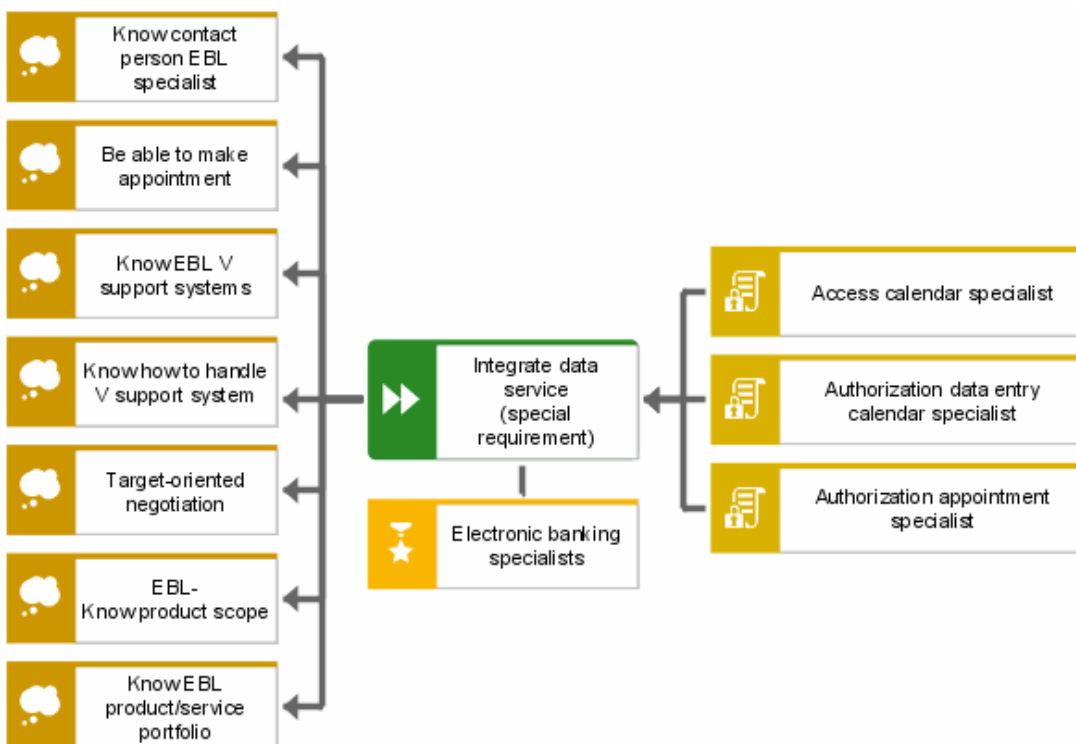 Know contact
person EBL
specialist
Be able to make
appointment
Know EBL V
support systems
Know how to handle
V support system
Target-oriented
negotiation
EBL-
Know product scope
Know EBL
product/service
portfolio
Integrate data
service
(special
requirement)
Electronic banking
specialists
Access calendar specialist
Authorization data entry
calendar specialist
Authorization appointment
specialist